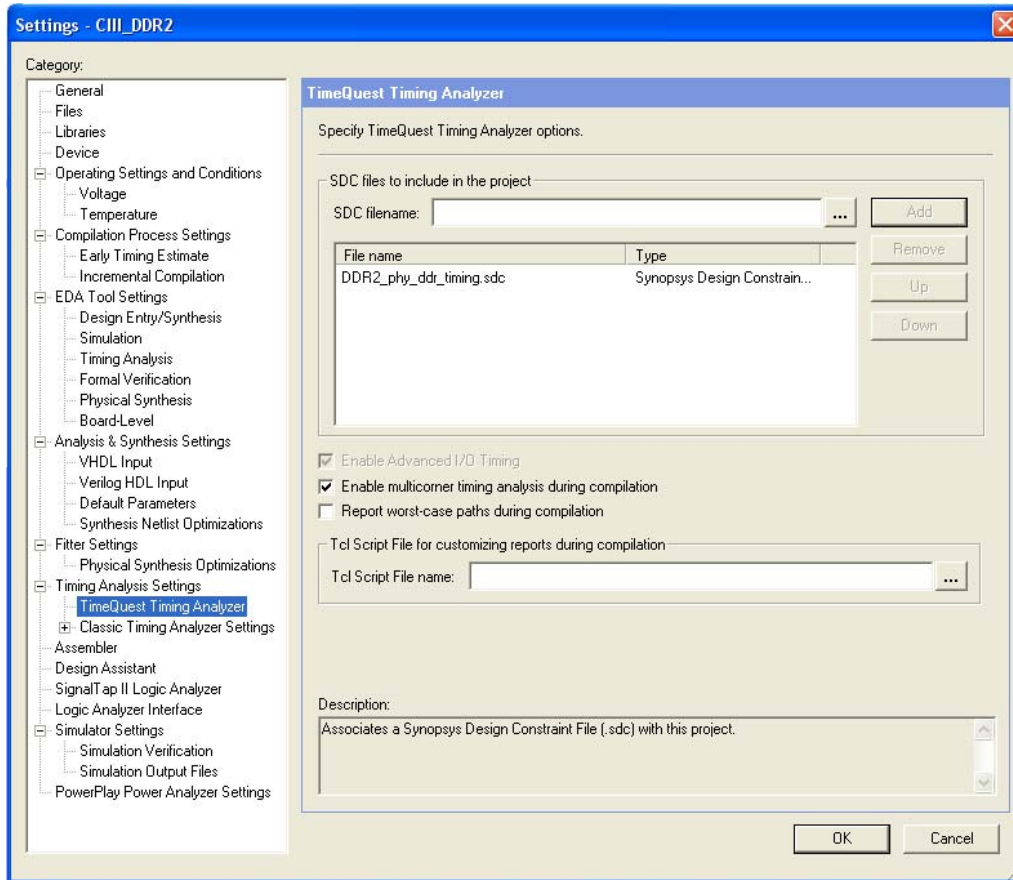 Settings - CIII_DDR2
Category:
General
Files
Libraries
Device
Operating Settings and Conditions
Voltage
Temperature
Compilation Process Settings
Early Timing Estimate
Incremental Compilation
EDA Tool Settings
Design Entry/Synthesis
Simulation
Timing Analysis
Formal Verification
Physical Synthesis
Board-Level
Analysis & Synthesis Settings
VHDL Input
Verilog HDL Input
Default Parameters
Synthesis Netlist Optimizations
Fitter Settings
Physical Synthesis Optimizations
Timing Analysis Settings
TimeQuest Timing Analyzer
Classic Timing Analyzer Settings
Assembler
Design Assistant
SignalTap II Logic Analyzer
Logic Analyzer Interface
Simulator Settings
Simulation Verification
Simulation Output Files
PowerPlay Power Analyzer Settings
TimeQuest Timing Analyzer
Specify TimeQuest Timing Analyzer options.
SDC files to include in the project
SDC filename: ... Add
File name Type Remove
DDR2_phy_ddr_timing.sdc Synopsys Design Constrain...
Up
Down
Enable Advanced I/O Timing
Enable multicorner timing analysis during compilation
Report worst-case paths during compilation
Tcl Script File for customizing reports during compilation
Tcl Script File name: ...
Description:
Associates a Synopsys Design Constraint File (.sdc) with this project.
OK Cancel